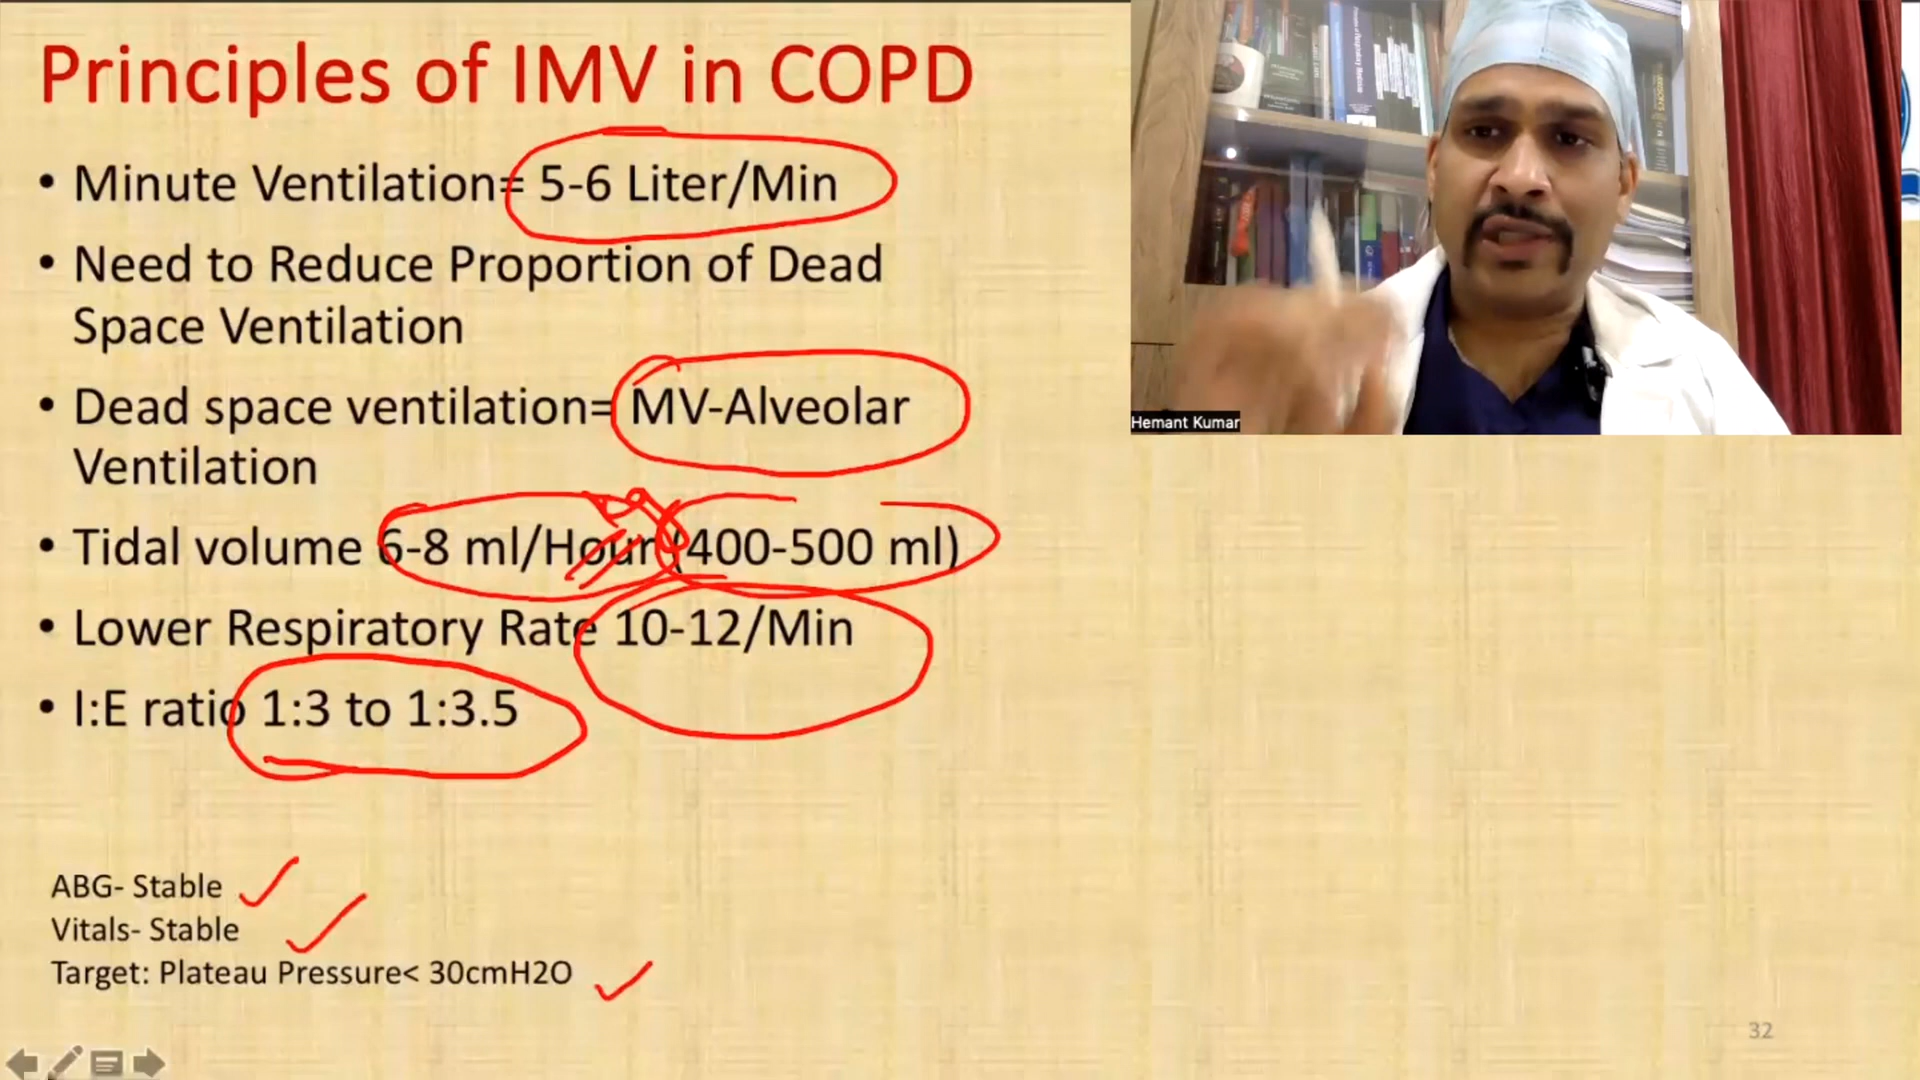 Principles of IMV in COPD
• Minute Ventilation= 5-6 Liter/Min
• Need to Reduce Proportion of Dead
Space Ventilation
• Dead space ventilation= MV-Alveolar
Ventilation
• Tidal volume 6-8 ml/Hour (400-500 ml)
• Lower Respiratory Rate 10-12/Min
• I:E ratio 1:3 to 1:3.5
ABG- Stable
Vitals- Stable
Target: Plateau Pressure< 30cmH2O
Hemant Kumar
32